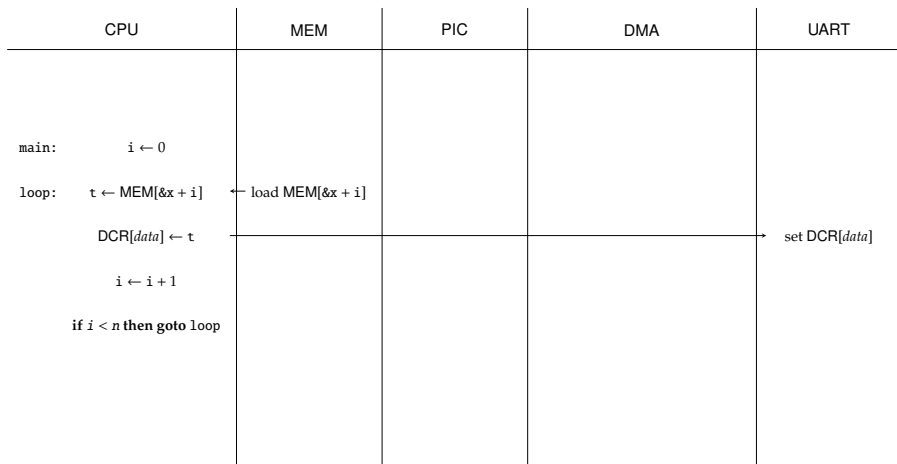 CPU MEM PIC DMA UART
main: i ← 0
loop: t ← MEM[&x + i] ← load MEM[&x + i]
DCR[data] ← t → set DCR[data]
i ← i + 1
if i < n then goto loop